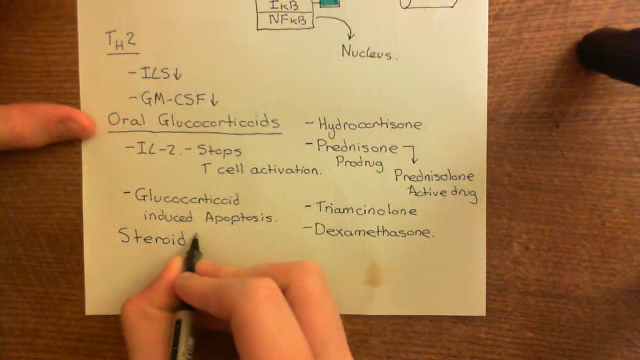 IκB
NFκB
Nucleus.
TH2
- IL5↓
- GM-CSF↓
Oral Glucocorticoids
- IL-2. - Stops
T cell activation.
- Glucocorticoid
induced Apoptosis.
Steroid
- Hydrocortisone.
- Prednisone
Prodrug
Prednisolone
Active drug
- Triamcinolone
- Dexamethasone.